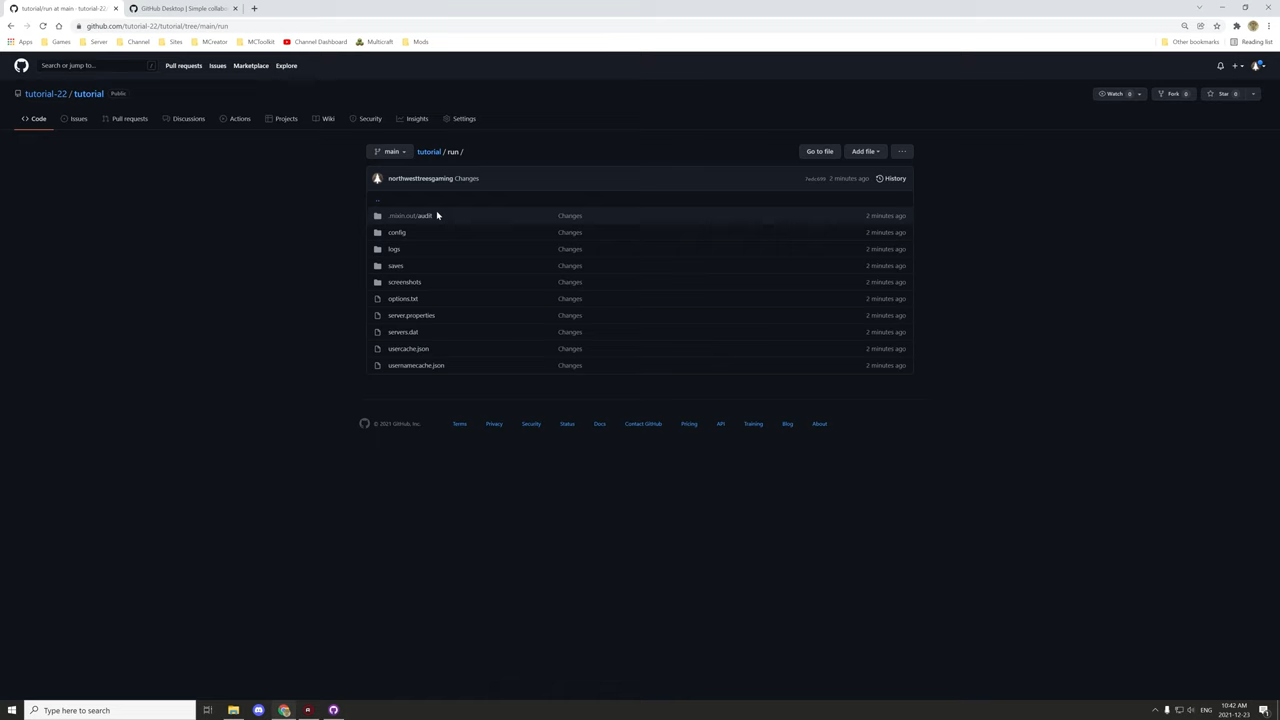 tutorial/run at main · tutorial-22/
GitHub Desktop | Simple collab
github.com/tutorial-22/tutorial/tree/main/run
Apps Games Server Channel Sites MCreator MCToolkit Channel Dashboard Multicraft Mods Other bookmarks Reading list
Search or jump to... / Pull requests Issues Marketplace Explore
tutorial-22 / tutorial Public Watch 0 Fork 0 Star 0
<> Code Issues Pull requests Discussions Actions Projects Wiki Security Insights Settings
main tutorial / run / Go to file Add file ...
northwesttreesgaming Changes 2 minutes ago History
..
.mixin.out/audit Changes 2 minutes ago
config Changes 2 minutes ago
logs Changes 2 minutes ago
saves Changes 2 minutes ago
screenshots Changes 2 minutes ago
options.txt Changes 2 minutes ago
server.properties Changes 2 minutes ago
servers.dat Changes 2 minutes ago
usercache.json Changes 2 minutes ago
usernamecache.json Changes 2 minutes ago
© 2021 GitHub, Inc. Terms Privacy Security Status Docs Contact GitHub Pricing API Training Blog About
Type here to search
ENG
10:42 AM
2021-12-23